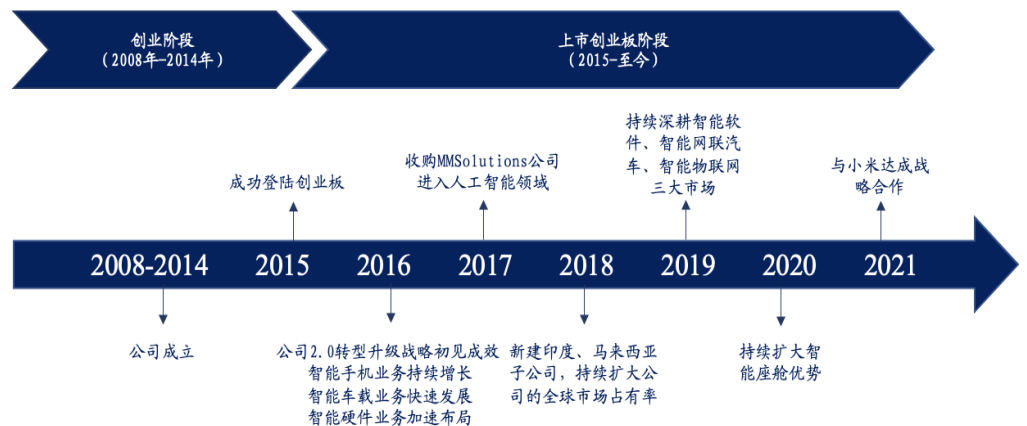 创业阶段
（2008年-2014年）
上市创业板阶段
（2015-至今）
成功登陆创业板
收购MMSolutions公司
进入人工智能领域
持续深耕智能软
件、智能网联汽
车、智能物联网
三大市场
与小米达成战
略合作
2008-2014
2015
2016
2017
2018
2019
2020
2021
公司成立
公司2.0转型升级战略初见成效
智能手机业务持续增长
智能车载业务快速发展
智能硬件业务加速布局
新建印度、马来西亚
子公司，持续扩大公
司的全球市场占有率
持续扩大智
能座舱优势